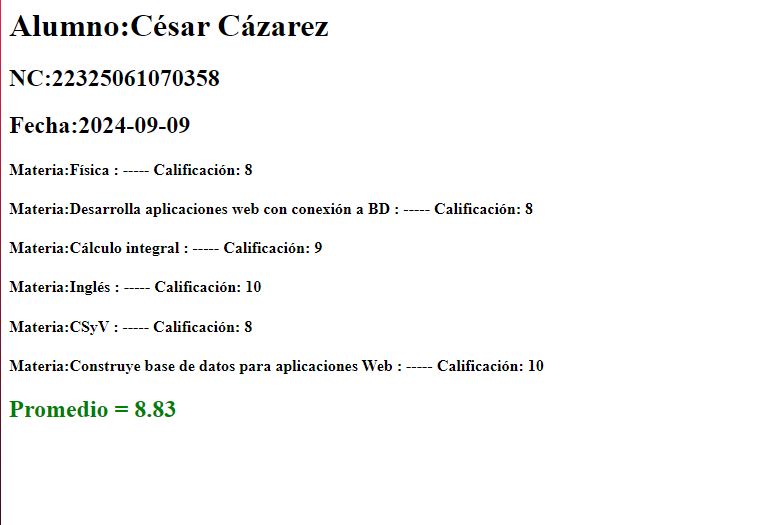 Alumno:César Cázarez
NC:22325061070358
Fecha:2024-09-09
Materia:Física : ----- Calificación: 8
Materia:Desarrolla aplicaciones web con conexión a BD : ----- Calificación: 8
Materia:Cálculo integral : ----- Calificación: 9
Materia:Inglés : ----- Calificación: 10
Materia:CSyV : ----- Calificación: 8
Materia:Construye base de datos para aplicaciones Web : ----- Calificación: 10
Promedio = 8.83